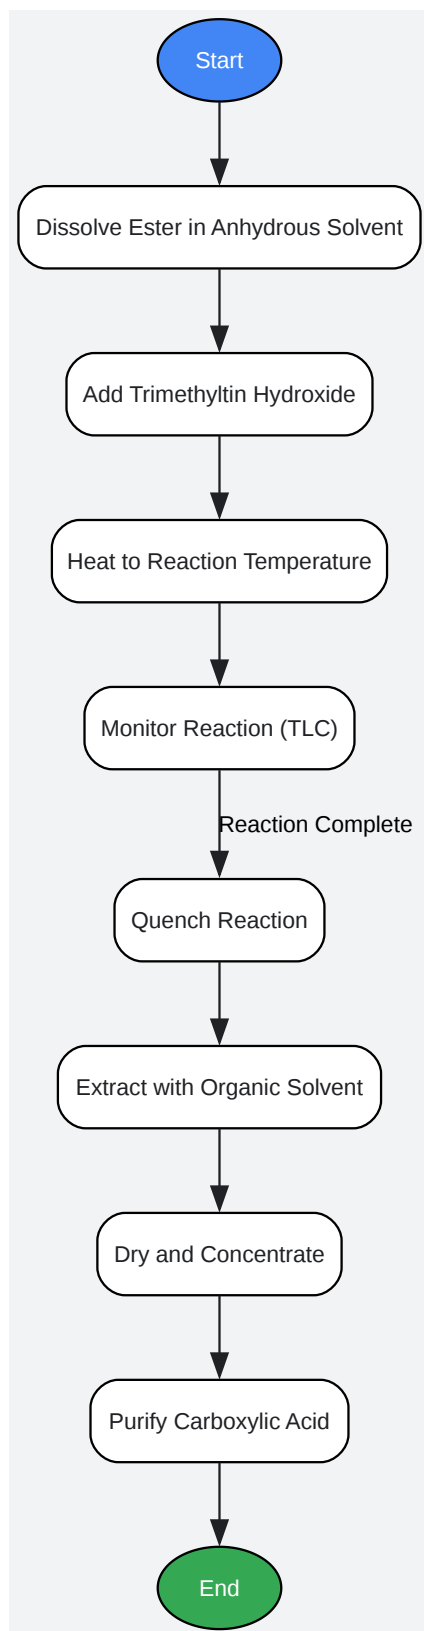 Start
Dissolve Ester in Anhydrous Solvent
Add Trimethyltin Hydroxide
Heat to Reaction Temperature
Monitor Reaction (TLC)
Reaction Complete
Quench Reaction
Extract with Organic Solvent
Dry and Concentrate
Purify Carboxylic Acid
End